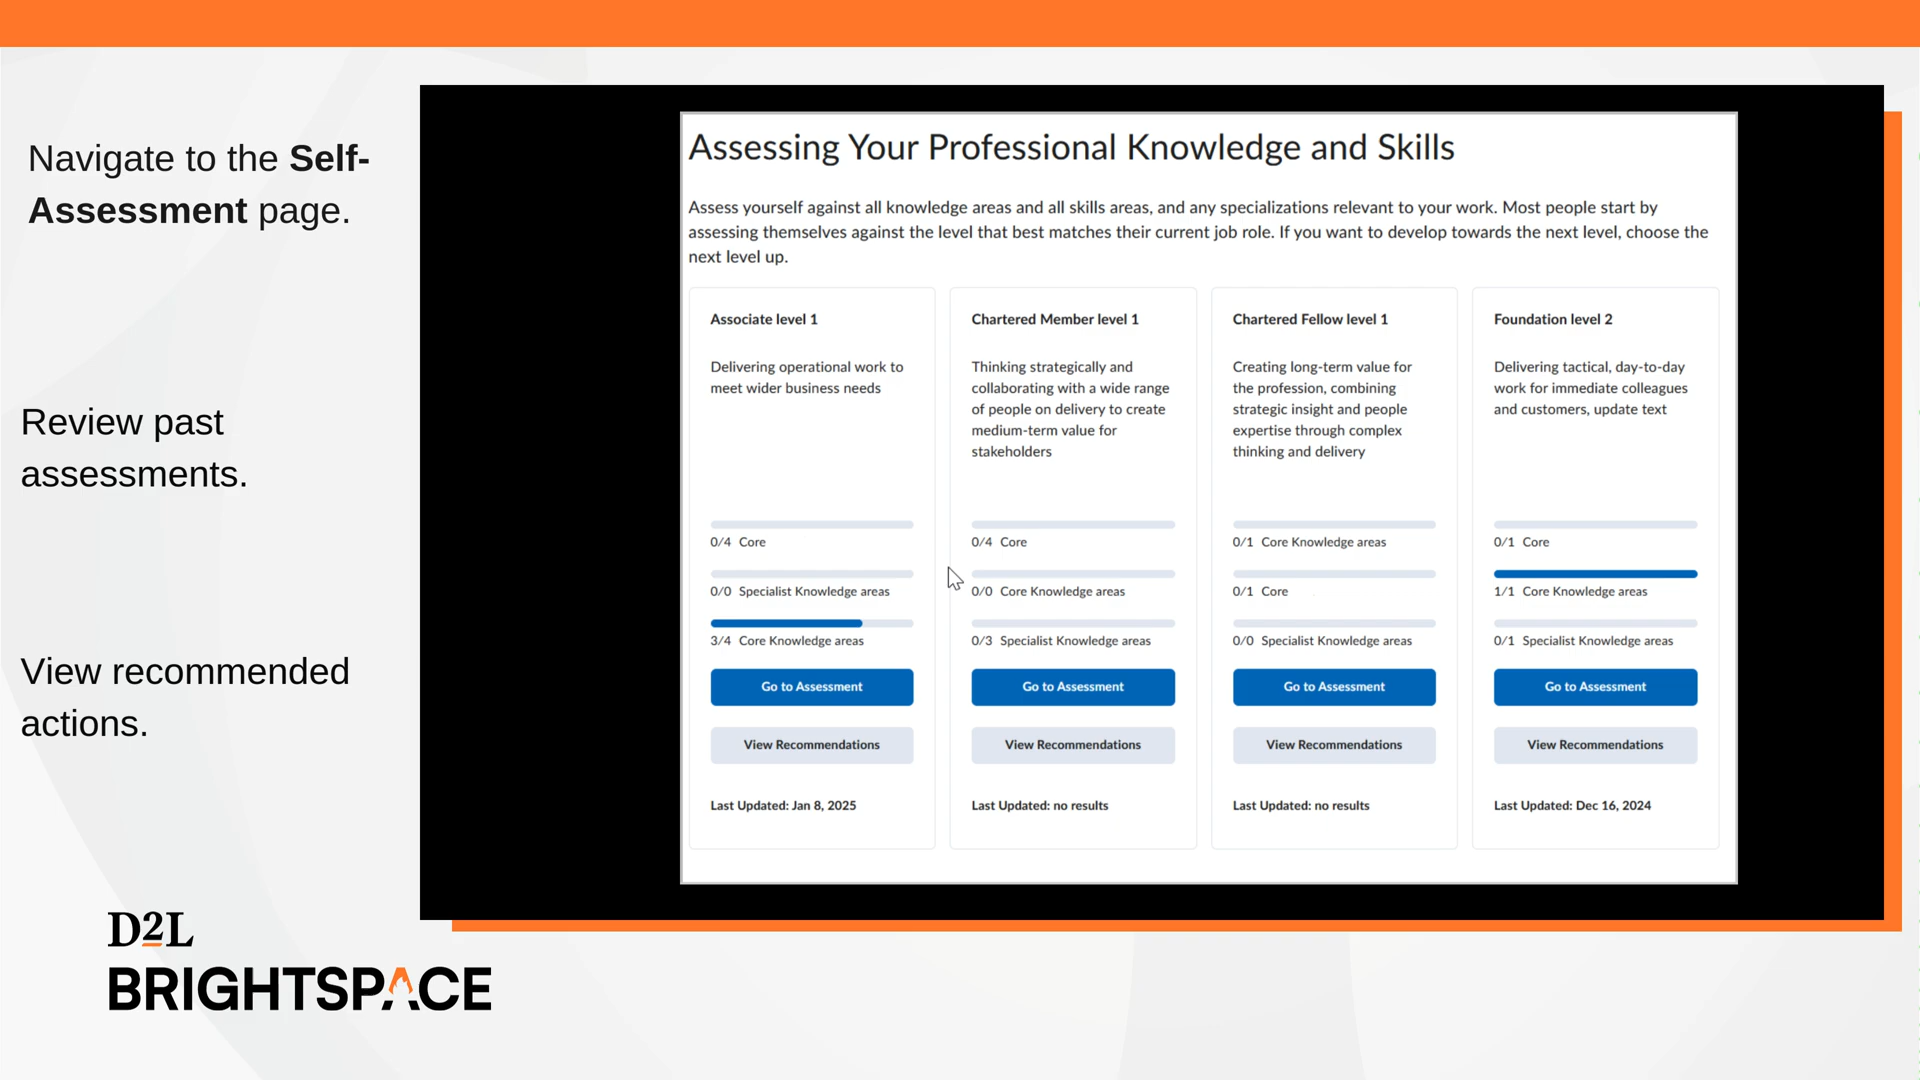 Navigate to the Self-
Assessment page.
Review past
assessments.
View recommended
actions.
Assessing Your Professional Knowledge and Skills
Assess yourself against all knowledge areas and all skills areas, and any specializations relevant to your work. Most people start by
assessing themselves against the level that best matches their current job role. If you want to develop towards the next level, choose the
next level up.
Associate level 1
Delivering operational work to
meet wider business needs
0/4 Core
0/0 Specialist Knowledge areas
3/4 Core Knowledge areas
Go to Assessment
View Recommendations
Last Updated: Jan 8, 2025
Chartered Member level 1
Thinking strategically and
collaborating with a wide range
of people on delivery to create
medium-term value for
stakeholders
0/4 Core
0/0 Core Knowledge areas
0/3 Specialist Knowledge areas
Go to Assessment
View Recommendations
Last Updated: no results
Chartered Fellow level 1
Creating long-term value for
the profession, combining
strategic insight and people
expertise through complex
thinking and delivery
0/1 Core Knowledge areas
0/1 Core
0/0 Specialist Knowledge areas
Go to Assessment
View Recommendations
Last Updated: no results
Foundation level 2
Delivering tactical, day-to-day
work for immediate colleagues
and customers, update text
0/1 Core
1/1 Core Knowledge areas
0/1 Specialist Knowledge areas
Go to Assessment
View Recommendations
Last Updated: Dec 16, 2024
D2L
BRIGHTSPACE